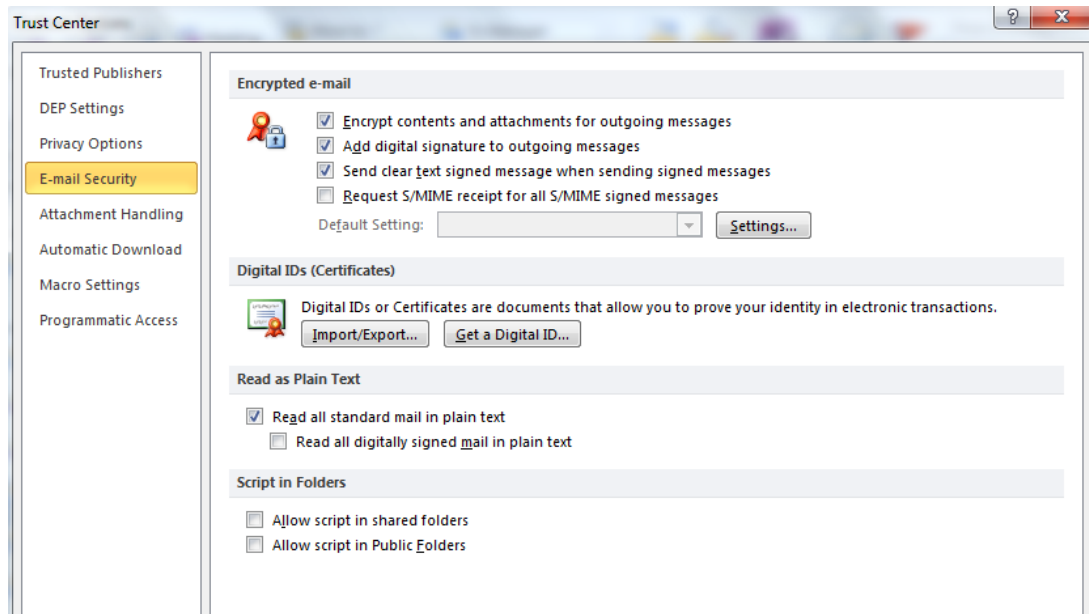 Trust Center
Trusted Publishers
DEP Settings
Privacy Options
E-mail Security
Attachment Handling
Automatic Download
Macro Settings
Programmatic Access
Encrypted e-mail
Encrypt contents and attachments for outgoing messages
Add digital signature to outgoing messages
Send clear text signed message when sending signed messages
Request S/MIME receipt for all S/MIME signed messages
Default Setting: Settings...
Digital IDs (Certificates)
Digital IDs or Certificates are documents that allow you to prove your identity in electronic transactions.
Import/Export... Get a Digital ID...
Read as Plain Text
Read all standard mail in plain text
Read all digitally signed mail in plain text
Script in Folders
Allow script in shared folders
Allow script in Public Folders